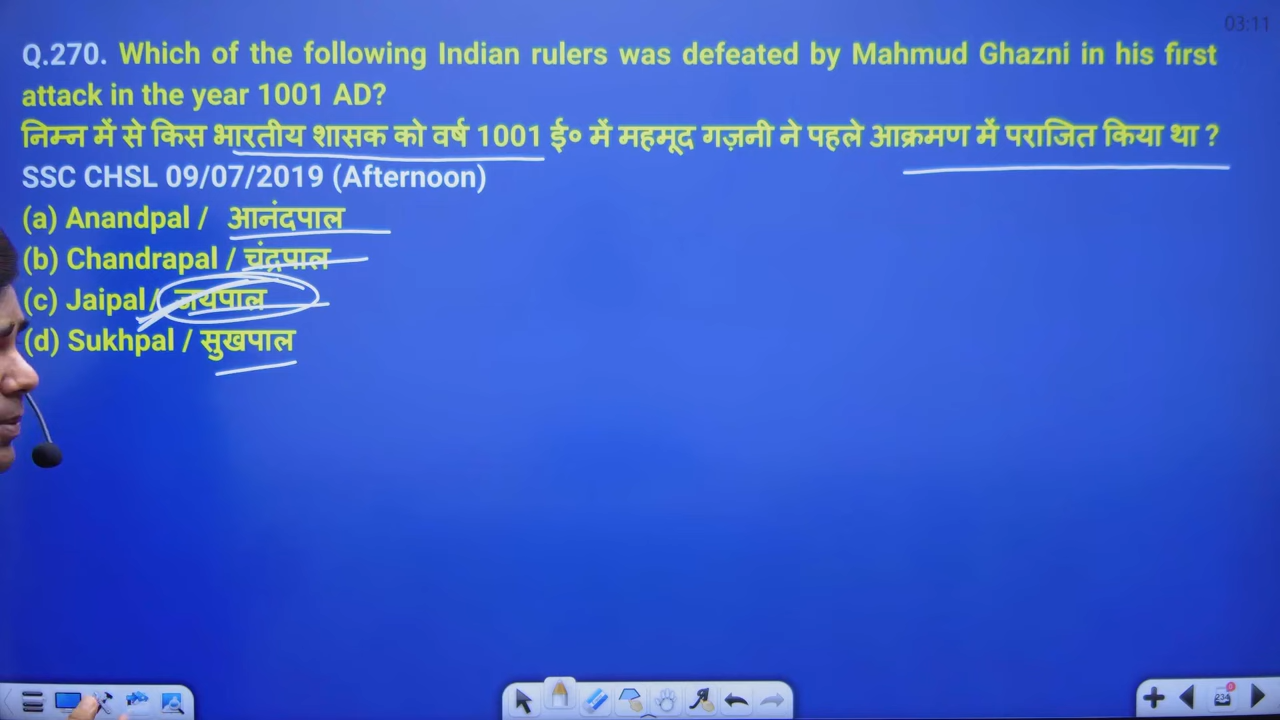 03:11
Q.270. Which of the following Indian rulers was defeated by Mahmud Ghazni in his first
attack in the year 1001 AD?
निम्न में से किस भारतीय शासक को वर्ष 1001 ई० में महमूद गज़नी ने पहले आक्रमण में पराजित किया था ?
SSC CHSL 09/07/2019 (Afternoon)
(a) Anandpal / आनंदपाल
(b) Chandrapal / चंद्रपाल
(c) Jaipal/ जयपाल
(d) Sukhpal / सुखपाल
234